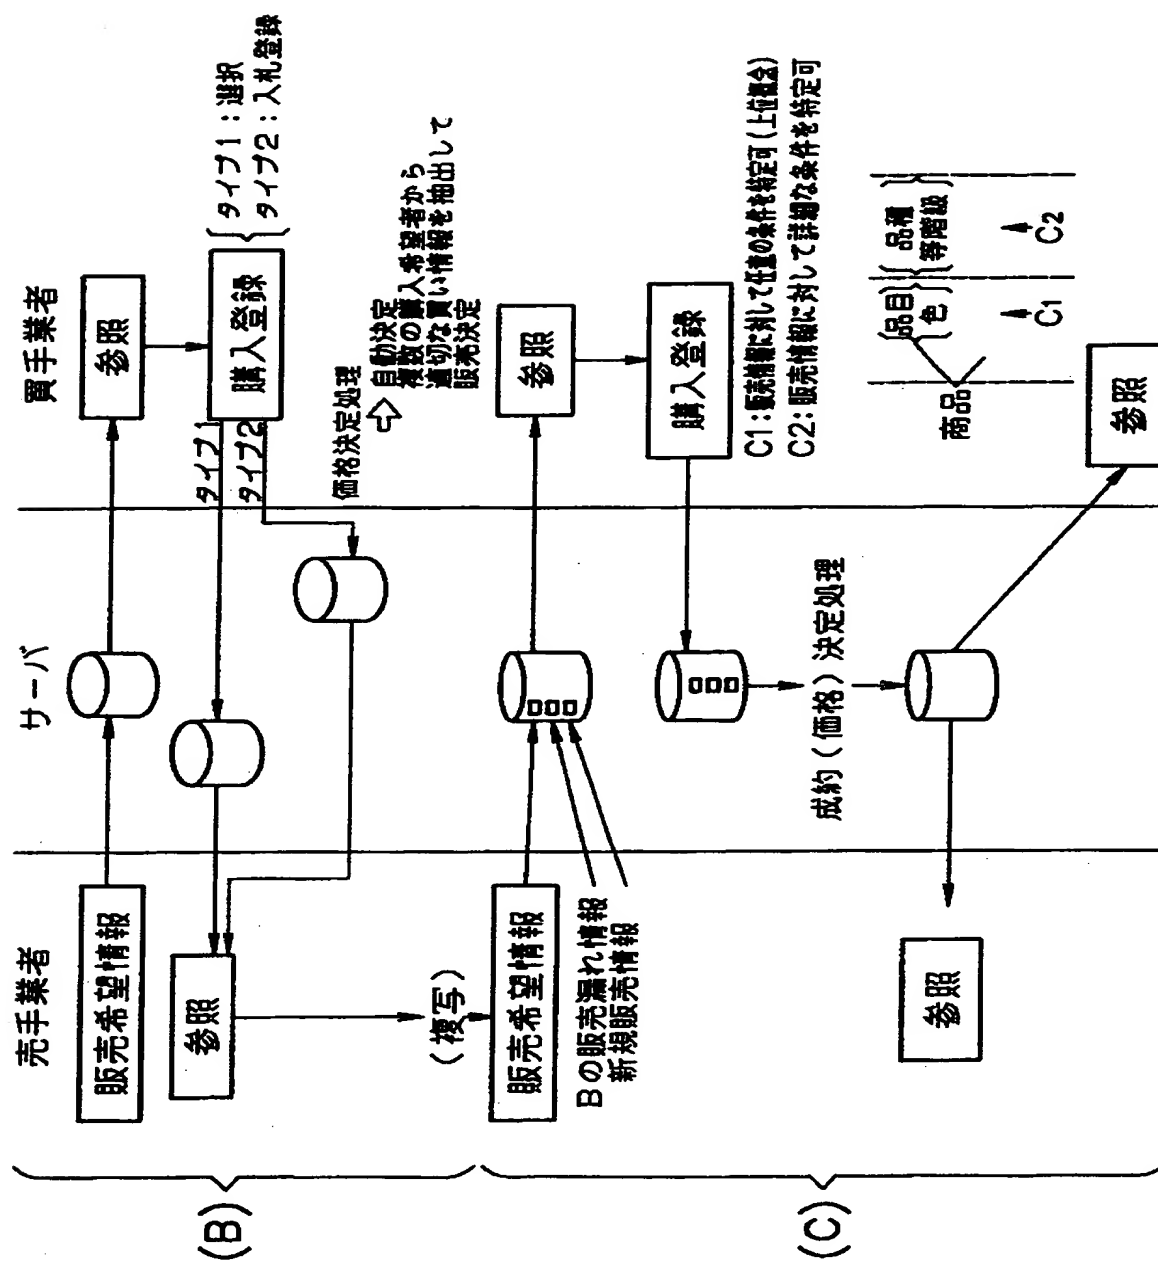 売手業者
サーバ
買手業者
(B)
販売希望情報
参照
購入登録
タイプ1:選択
タイプ2:入札登録
タイプ1
タイプ2
参照
価格決定処理
自動決定
複数の購入希望者から
適切な買い情報を抽出して
販売決定
(複写)
(C)
販売希望情報
Bの販売漏れ情報
新規販売情報
参照
購入登録
C1:販売情報に対して任意の条件を特定可(上位概念)
C2:販売情報に対して詳細な条件を特定可
成約(価格)決定処理
商品
品目
色
品種
等階級
C1
C2
参照
参照